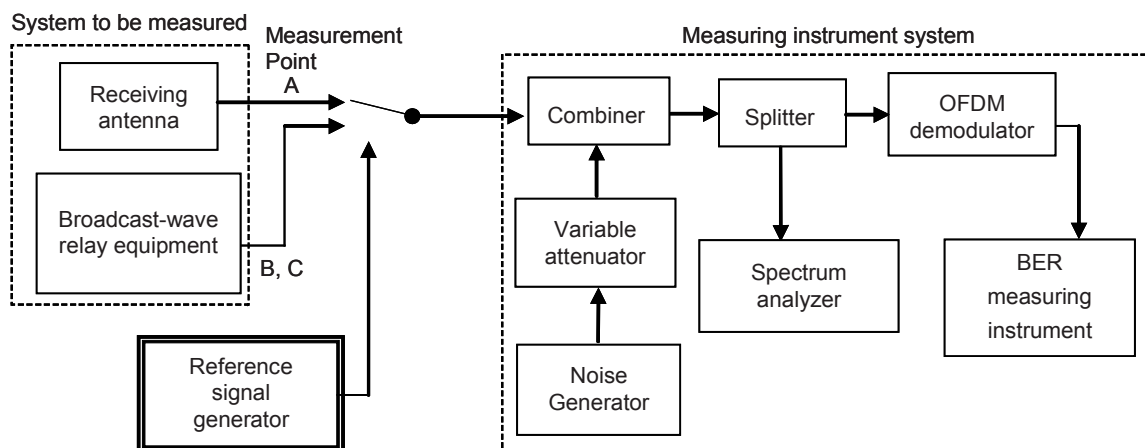 System to be measured
Measurement
Point
A
Measuring instrument system
Receiving
antenna
Broadcast-wave
relay equipment
B, C
Reference
signal
generator
Combiner
Splitter
OFDM
demodulator
Variable
attenuator
Spectrum
analyzer
BER
measuring
instrument
Noise
Generator